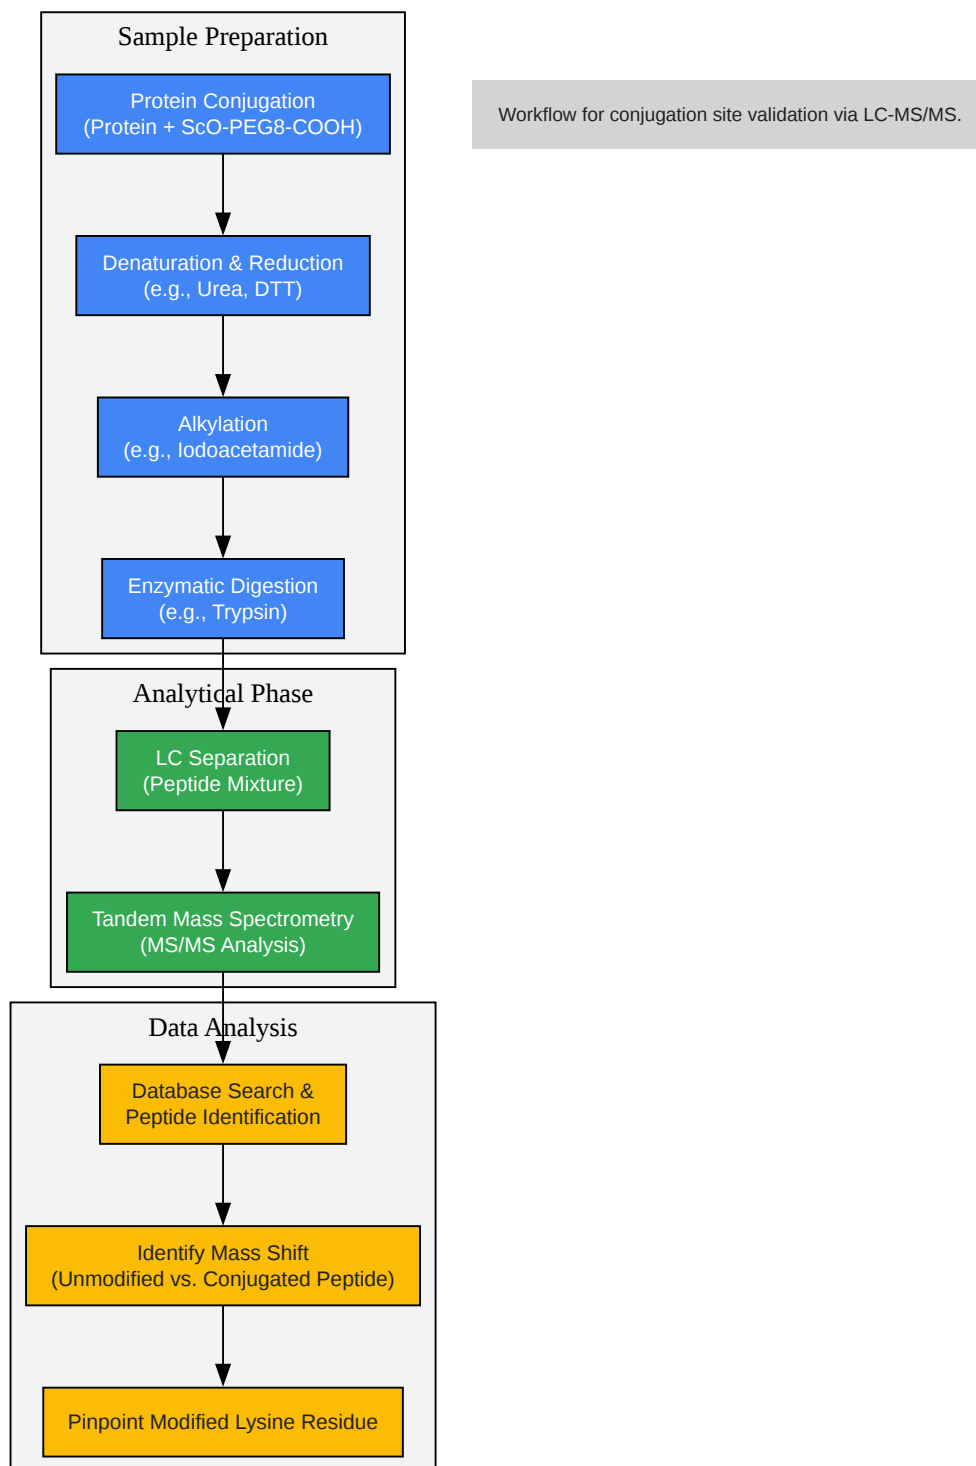 Sample Preparation
Protein Conjugation
(Protein + ScO-PEG8-COOH)
Workflow for conjugation site validation via LC-MS/MS.
Denaturation & Reduction
(e.g., Urea, DTT)
Alkylation
(e.g., Iodoacetamide)
Enzymatic Digestion
(e.g., Trypsin)
Analytical Phase
LC Separation
(Peptide Mixture)
Tandem Mass Spectrometry
(MS/MS Analysis)
Data Analysis
Database Search &
Peptide Identification
Identify Mass Shift
(Unmodified vs. Conjugated Peptide)
Pinpoint Modified Lysine Residue